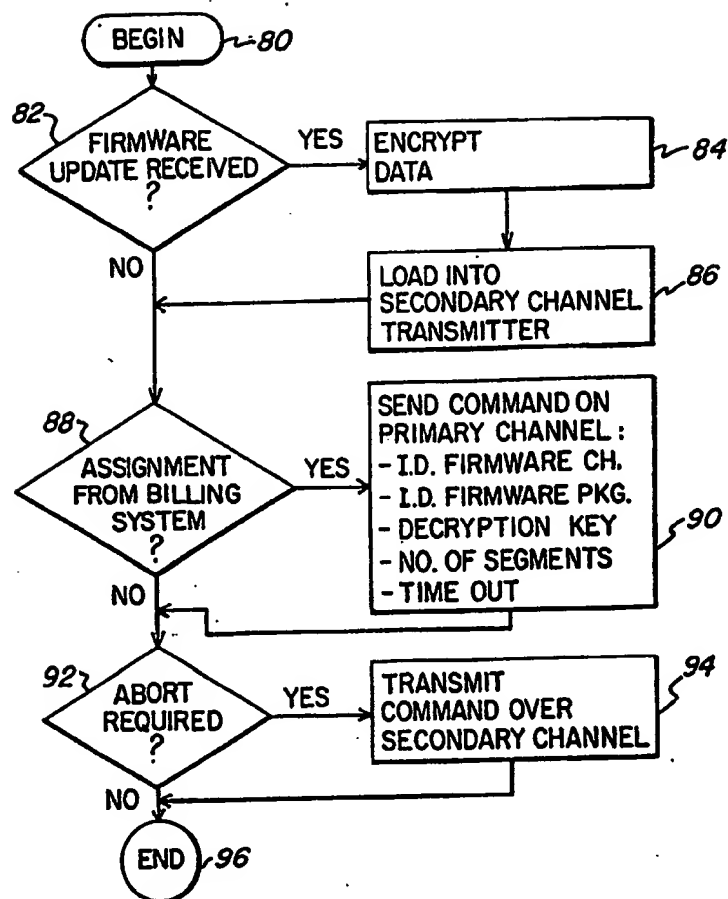 BEGIN
80
82
FIRMWARE
UPDATE RECEIVED
?
YES
ENCRYPT
DATA
84
NO
LOAD INTO
SECONDARY CHANNEL
TRANSMITTER
86
88
ASSIGNMENT
FROM BILLING
SYSTEM
?
YES
SEND COMMAND ON
PRIMARY CHANNEL :
- I.D. FIRMWARE CH.
- I.D. FIRMWARE PKG.
- DECRYPTION KEY
- NO. OF SEGMENTS
- TIME OUT
90
NO
92
ABORT
REQUIRED
?
YES
TRANSMIT
COMMAND OVER
SECONDARY CHANNEL
94
NO
END
96